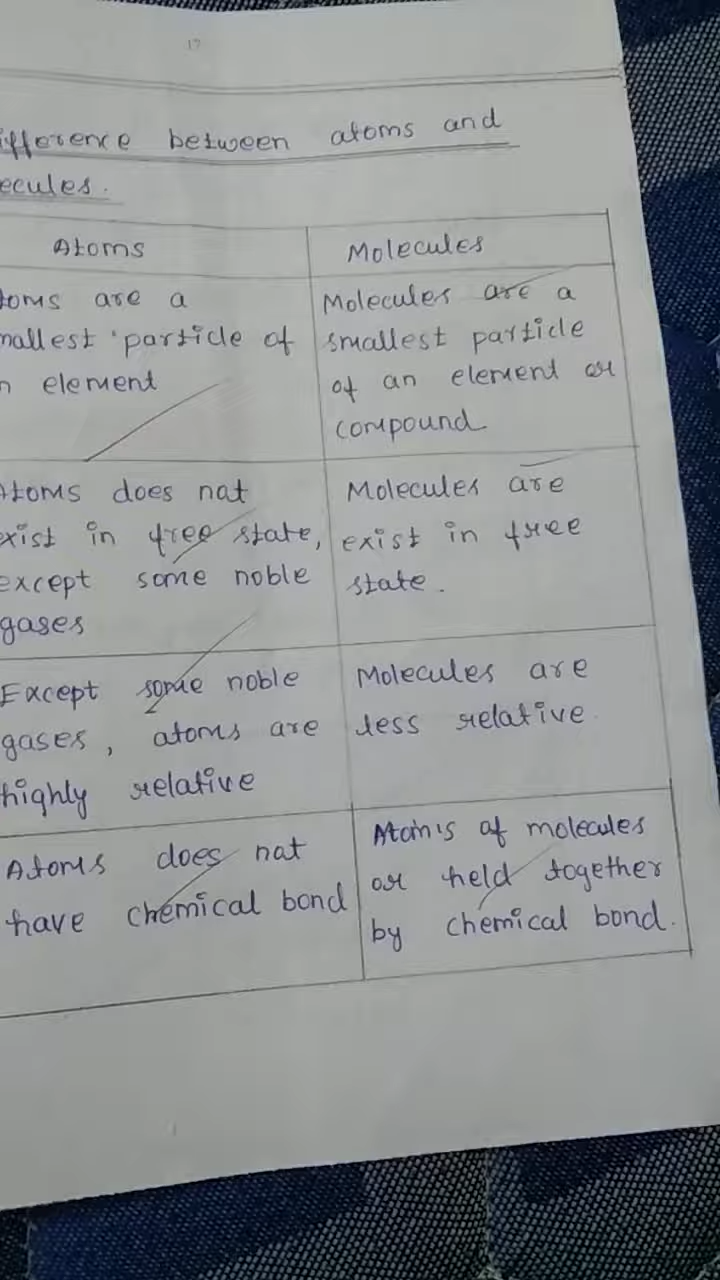 17
ifference between atoms and
ecules.
Atoms
Molecules
toms are a
mallest particle of
n element
Molecules are a
smallest particle
of an element or
compound
Atoms does not
exist in free state,
except some noble
gases
Molecules are
exist in free
state.
Except some noble
gases, atoms are
highly relative
Molecules are
less relative.
Atoms does not
have chemical bond
Atoms of molecules
or held together
by chemical bond.